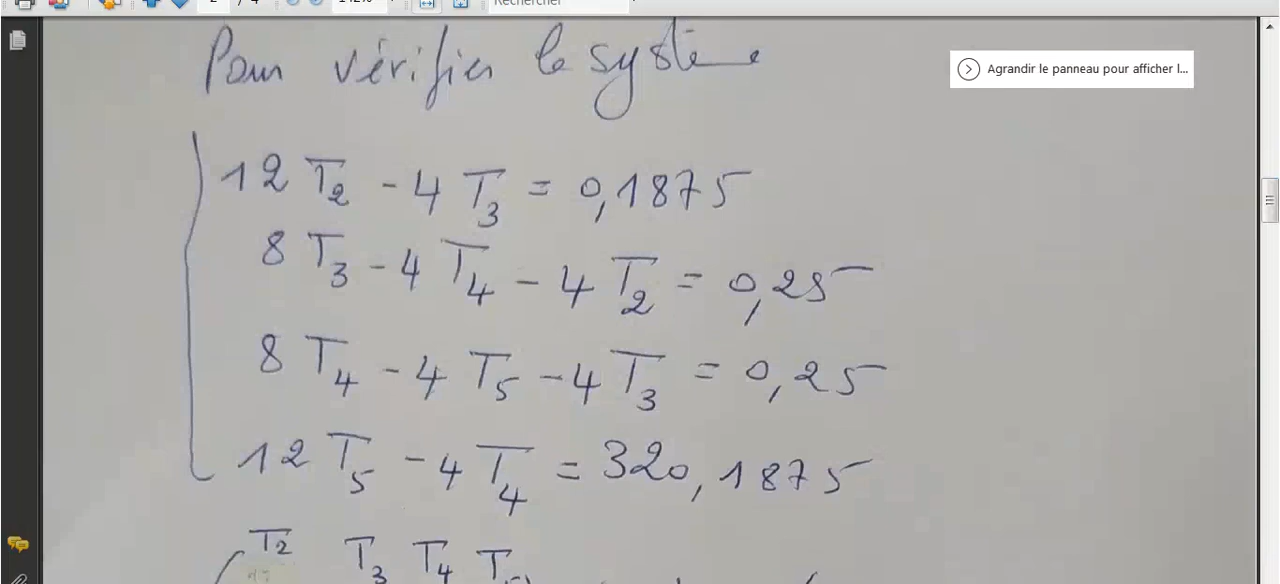 Rechercher
Pour vérifier le système
Agrandir le panneau pour afficher l...
12 T2 - 4 T3 = 0,1875
8 T3 - 4 T4 - 4 T2 = 0,25
8 T4 - 4 T5 - 4 T3 = 0,25
12 T5 - 4 T4 = 320,1875
T2 T3 T4 T5